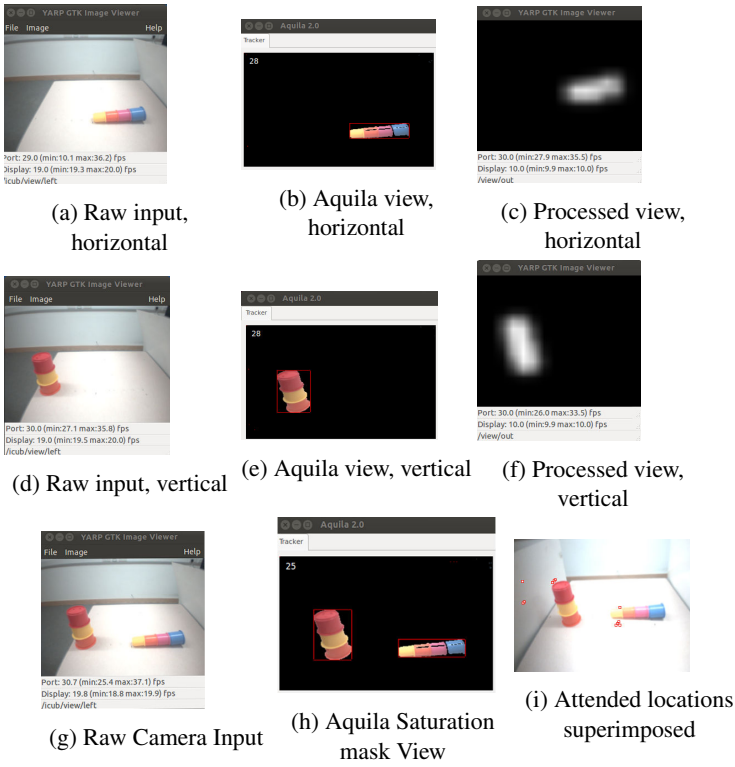 YARP GTK Image Viewer
File Image Help
Port: 29.0 (min:10.1 max:36.2) fps
Display: 19.0 (min:19.3 max:20.0) fps
/icub/view/left
(a) Raw input,
horizontal
Aquila 2.0
Tracker
28
(b) Aquila view,
horizontal
YARP GTK Image Viewer
Port: 30.0 (min:27.9 max:35.5) fps
Display: 10.0 (min:9.9 max:10.0) fps
/view/out
(c) Processed view,
horizontal
YARP GTK Image Viewer
File Image Help
Port: 30.0 (min:27.1 max:35.8) fps
Display: 19.0 (min:19.5 max:20.0) fps
/icub/view/left
(d) Raw input, vertical
Aquila 2.0
Tracker
28
(e) Aquila view, vertical
YARP GTK Image Viewer
Port: 30.0 (min:26.0 max:33.5) fps
Display: 10.0 (min:9.9 max:10.0) fps
/view/out
(f) Processed view,
vertical
YARP GTK Image Viewer
File Image Help
Port: 30.7 (min:25.4 max:37.1) fps
Display: 19.8 (min:18.8 max:19.9) fps
/icub/view/left
(g) Raw Camera Input
Aquila 2.0
Tracker
25
(h) Aquila Saturation
mask View
(i) Attended locations
superimposed